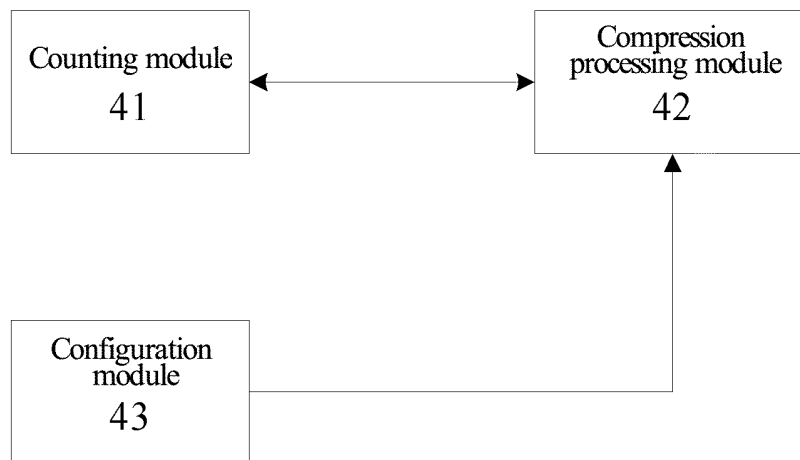 Counting module
41
Compression
processing module
42
Configuration
module
43